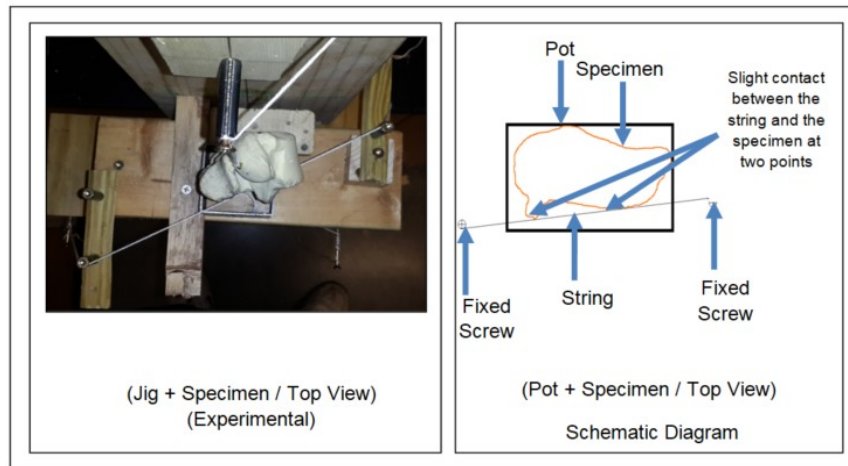 (Jig + Specimen / Top View)
(Experimental)
Pot
Specimen
Slight contact
between the
string and the
specimen at
two points
Fixed
Screw
String
Fixed
Screw
(Pot + Specimen / Top View)
Schematic Diagram